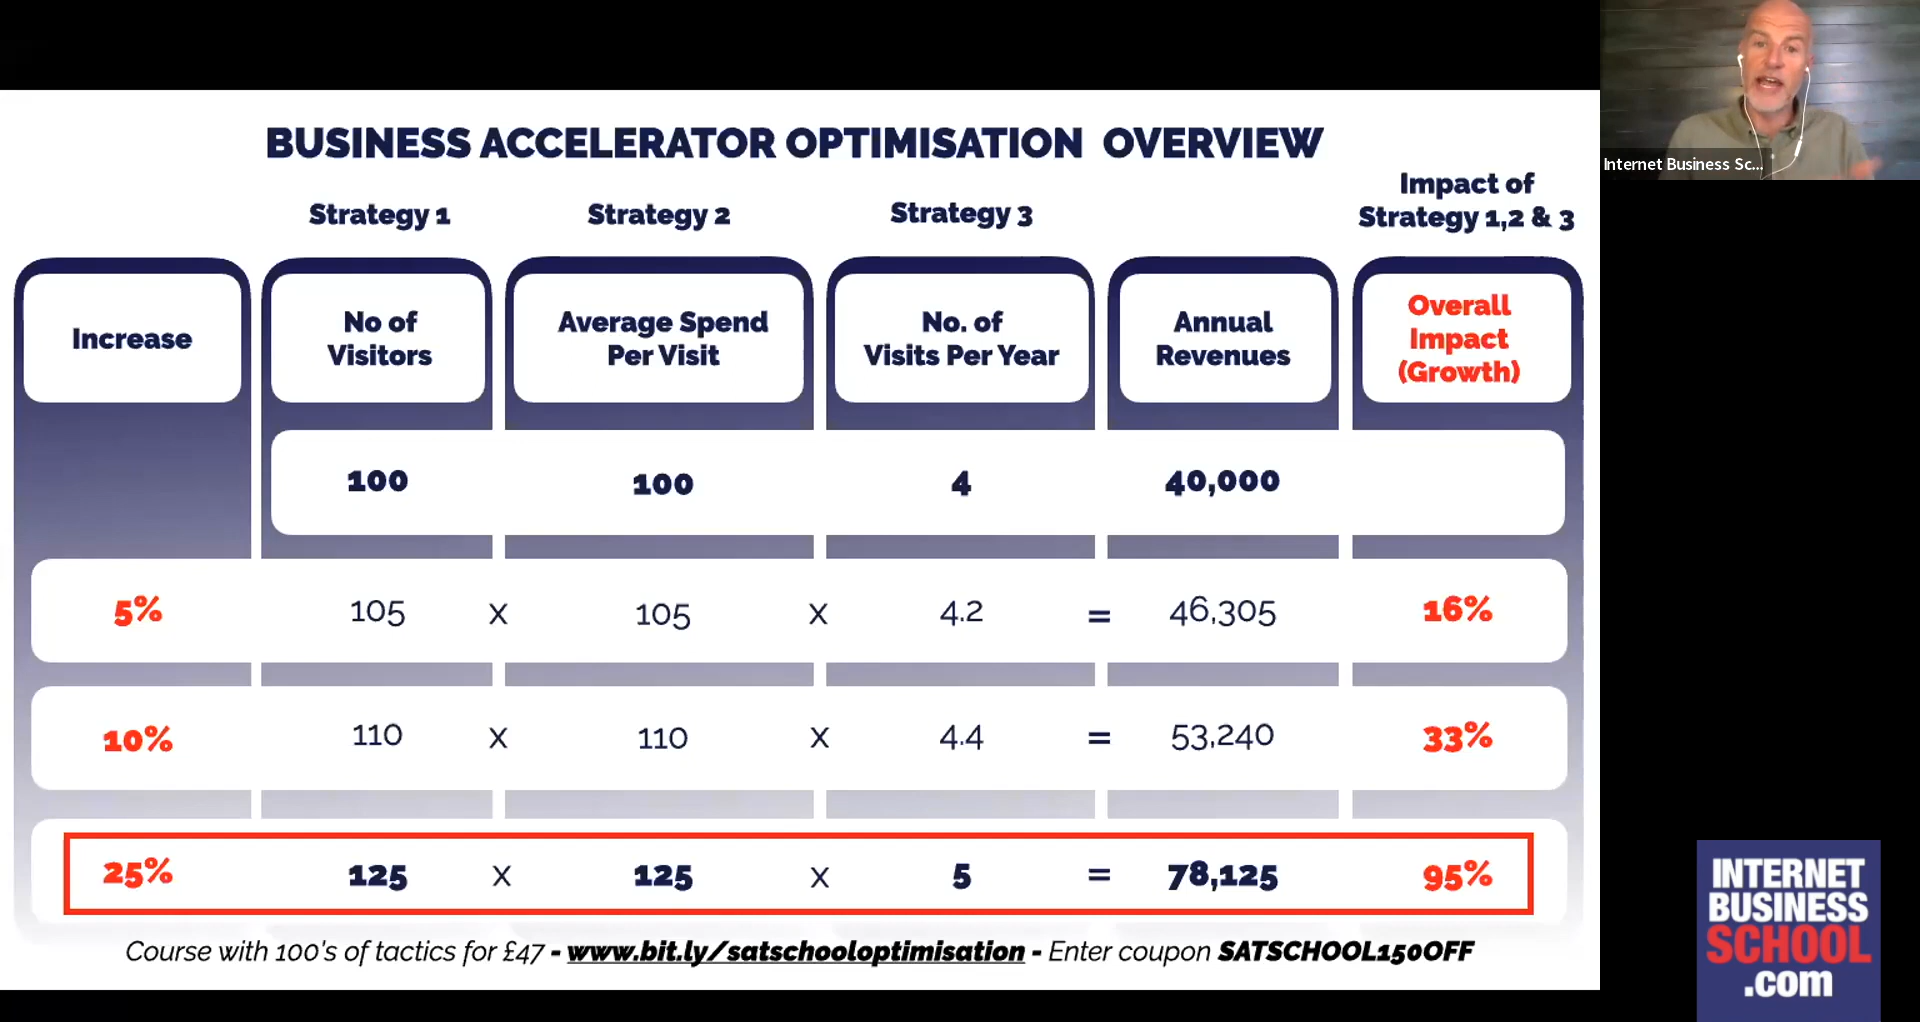 BUSINESS ACCELERATOR OPTIMISATION OVERVIEW
Strategy 1 Strategy 2 Strategy 3 Impact of
Strategy 1,2 & 3
Increase
No of
Visitors
Average Spend
Per Visit
No. of
Visits Per Year
Annual
Revenues
Overall
Impact
(Growth)
100 100 4 40,000
5% 105 X 105 X 4.2 = 46,305 16%
10% 110 X 110 X 4.4 = 53,240 33%
25% 125 X 125 X 5 = 78,125 95%
Course with 100's of tactics for £47 - www.bit.ly/satschooloptimisation - Enter coupon SATSCHOOL150OFF
Internet Business Sc...
INTERNET
BUSINESS
SCHOOL
.com